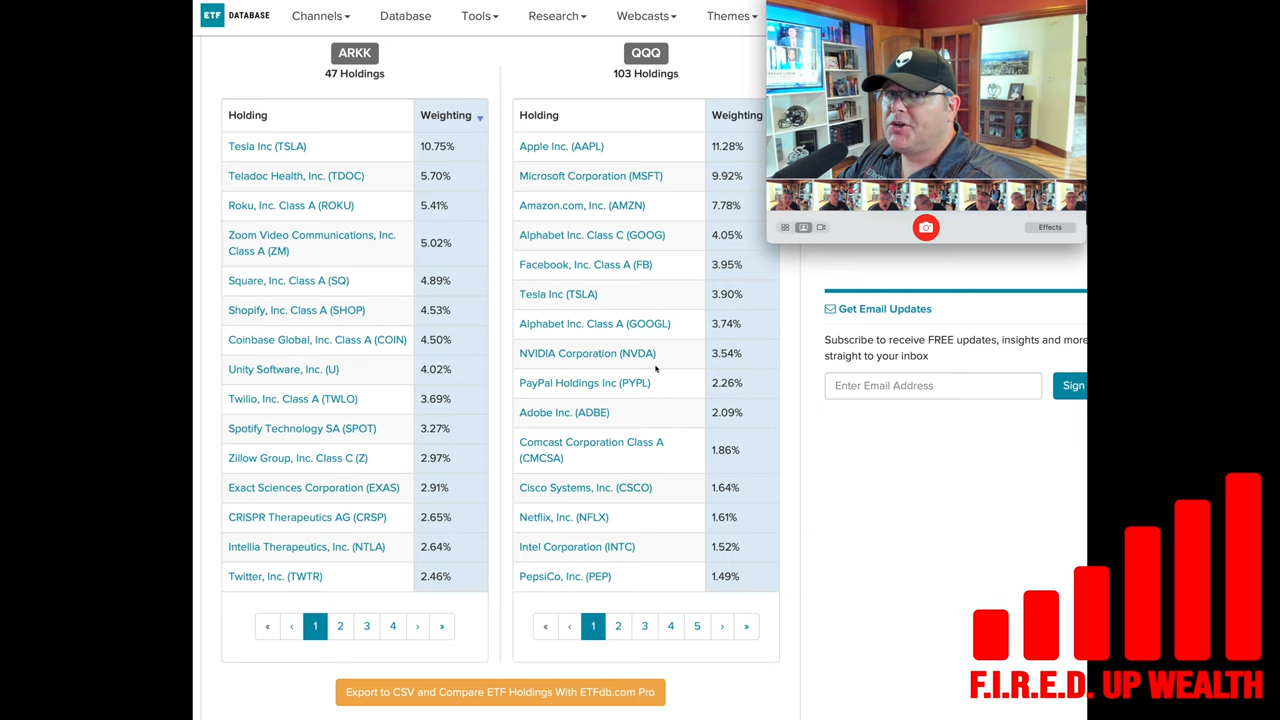 ETF DATABASE Channels Database Tools Research Webcasts Themes
ARKK
47 Holdings
Holding Weighting
Tesla Inc (TSLA) 10.75%
Teladoc Health, Inc. (TDOC) 5.70%
Roku, Inc. Class A (ROKU) 5.41%
Zoom Video Communications, Inc.
Class A (ZM) 5.02%
Square, Inc. Class A (SQ) 4.89%
Shopify, Inc. Class A (SHOP) 4.53%
Coinbase Global, Inc. Class A (COIN) 4.50%
Unity Software, Inc. (U) 4.02%
Twilio, Inc. Class A (TWLO) 3.69%
Spotify Technology SA (SPOT) 3.27%
Zillow Group, Inc. Class C (Z) 2.97%
Exact Sciences Corporation (EXAS) 2.91%
CRISPR Therapeutics AG (CRSP) 2.65%
Intellia Therapeutics, Inc. (NTLA) 2.64%
Twitter, Inc. (TWTR) 2.46%
« ‹ 1 2 3 4 › »
QQQ
103 Holdings
Holding Weighting
Apple Inc. (AAPL) 11.28%
Microsoft Corporation (MSFT) 9.92%
Amazon.com, Inc. (AMZN) 7.78%
Alphabet Inc. Class C (GOOG) 4.05%
Facebook, Inc. Class A (FB) 3.95%
Tesla Inc (TSLA) 3.90%
Alphabet Inc. Class A (GOOGL) 3.74%
NVIDIA Corporation (NVDA) 3.54%
PayPal Holdings Inc (PYPL) 2.26%
Adobe Inc. (ADBE) 2.09%
Comcast Corporation Class A
(CMCSA) 1.86%
Cisco Systems, Inc. (CSCO) 1.64%
Netflix, Inc. (NFLX) 1.61%
Intel Corporation (INTC) 1.52%
PepsiCo, Inc. (PEP) 1.49%
« ‹ 1 2 3 4 5 › »
Export to CSV and Compare ETF Holdings With ETFdb.com Pro
Effects
Get Email Updates
Subscribe to receive FREE updates, insights and more
straight to your inbox
Enter Email Address Sign
F.I.R.E.D. UP WEALTH